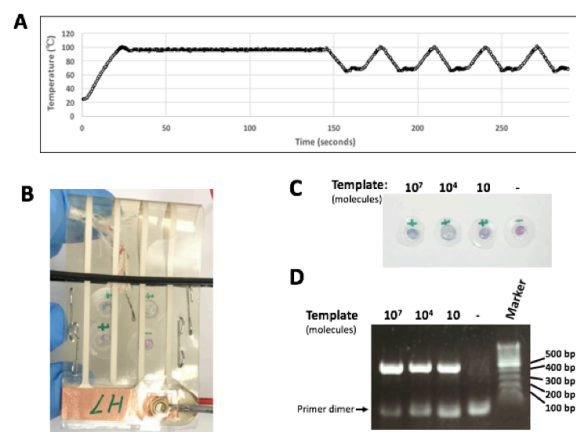 A
Temperature (°C)
120
100
80
60
40
20
0
0 50 100 150 200 250
Time (seconds)
B
H7
C
Template: 10⁷ 10⁴ 10 -
(molecules)
+ + + -
D
Template 10⁷ 10⁴ 10 - Marker
(molecules)
500 bp
400 bp
300 bp
200 bp
100 bp
Primer dimer